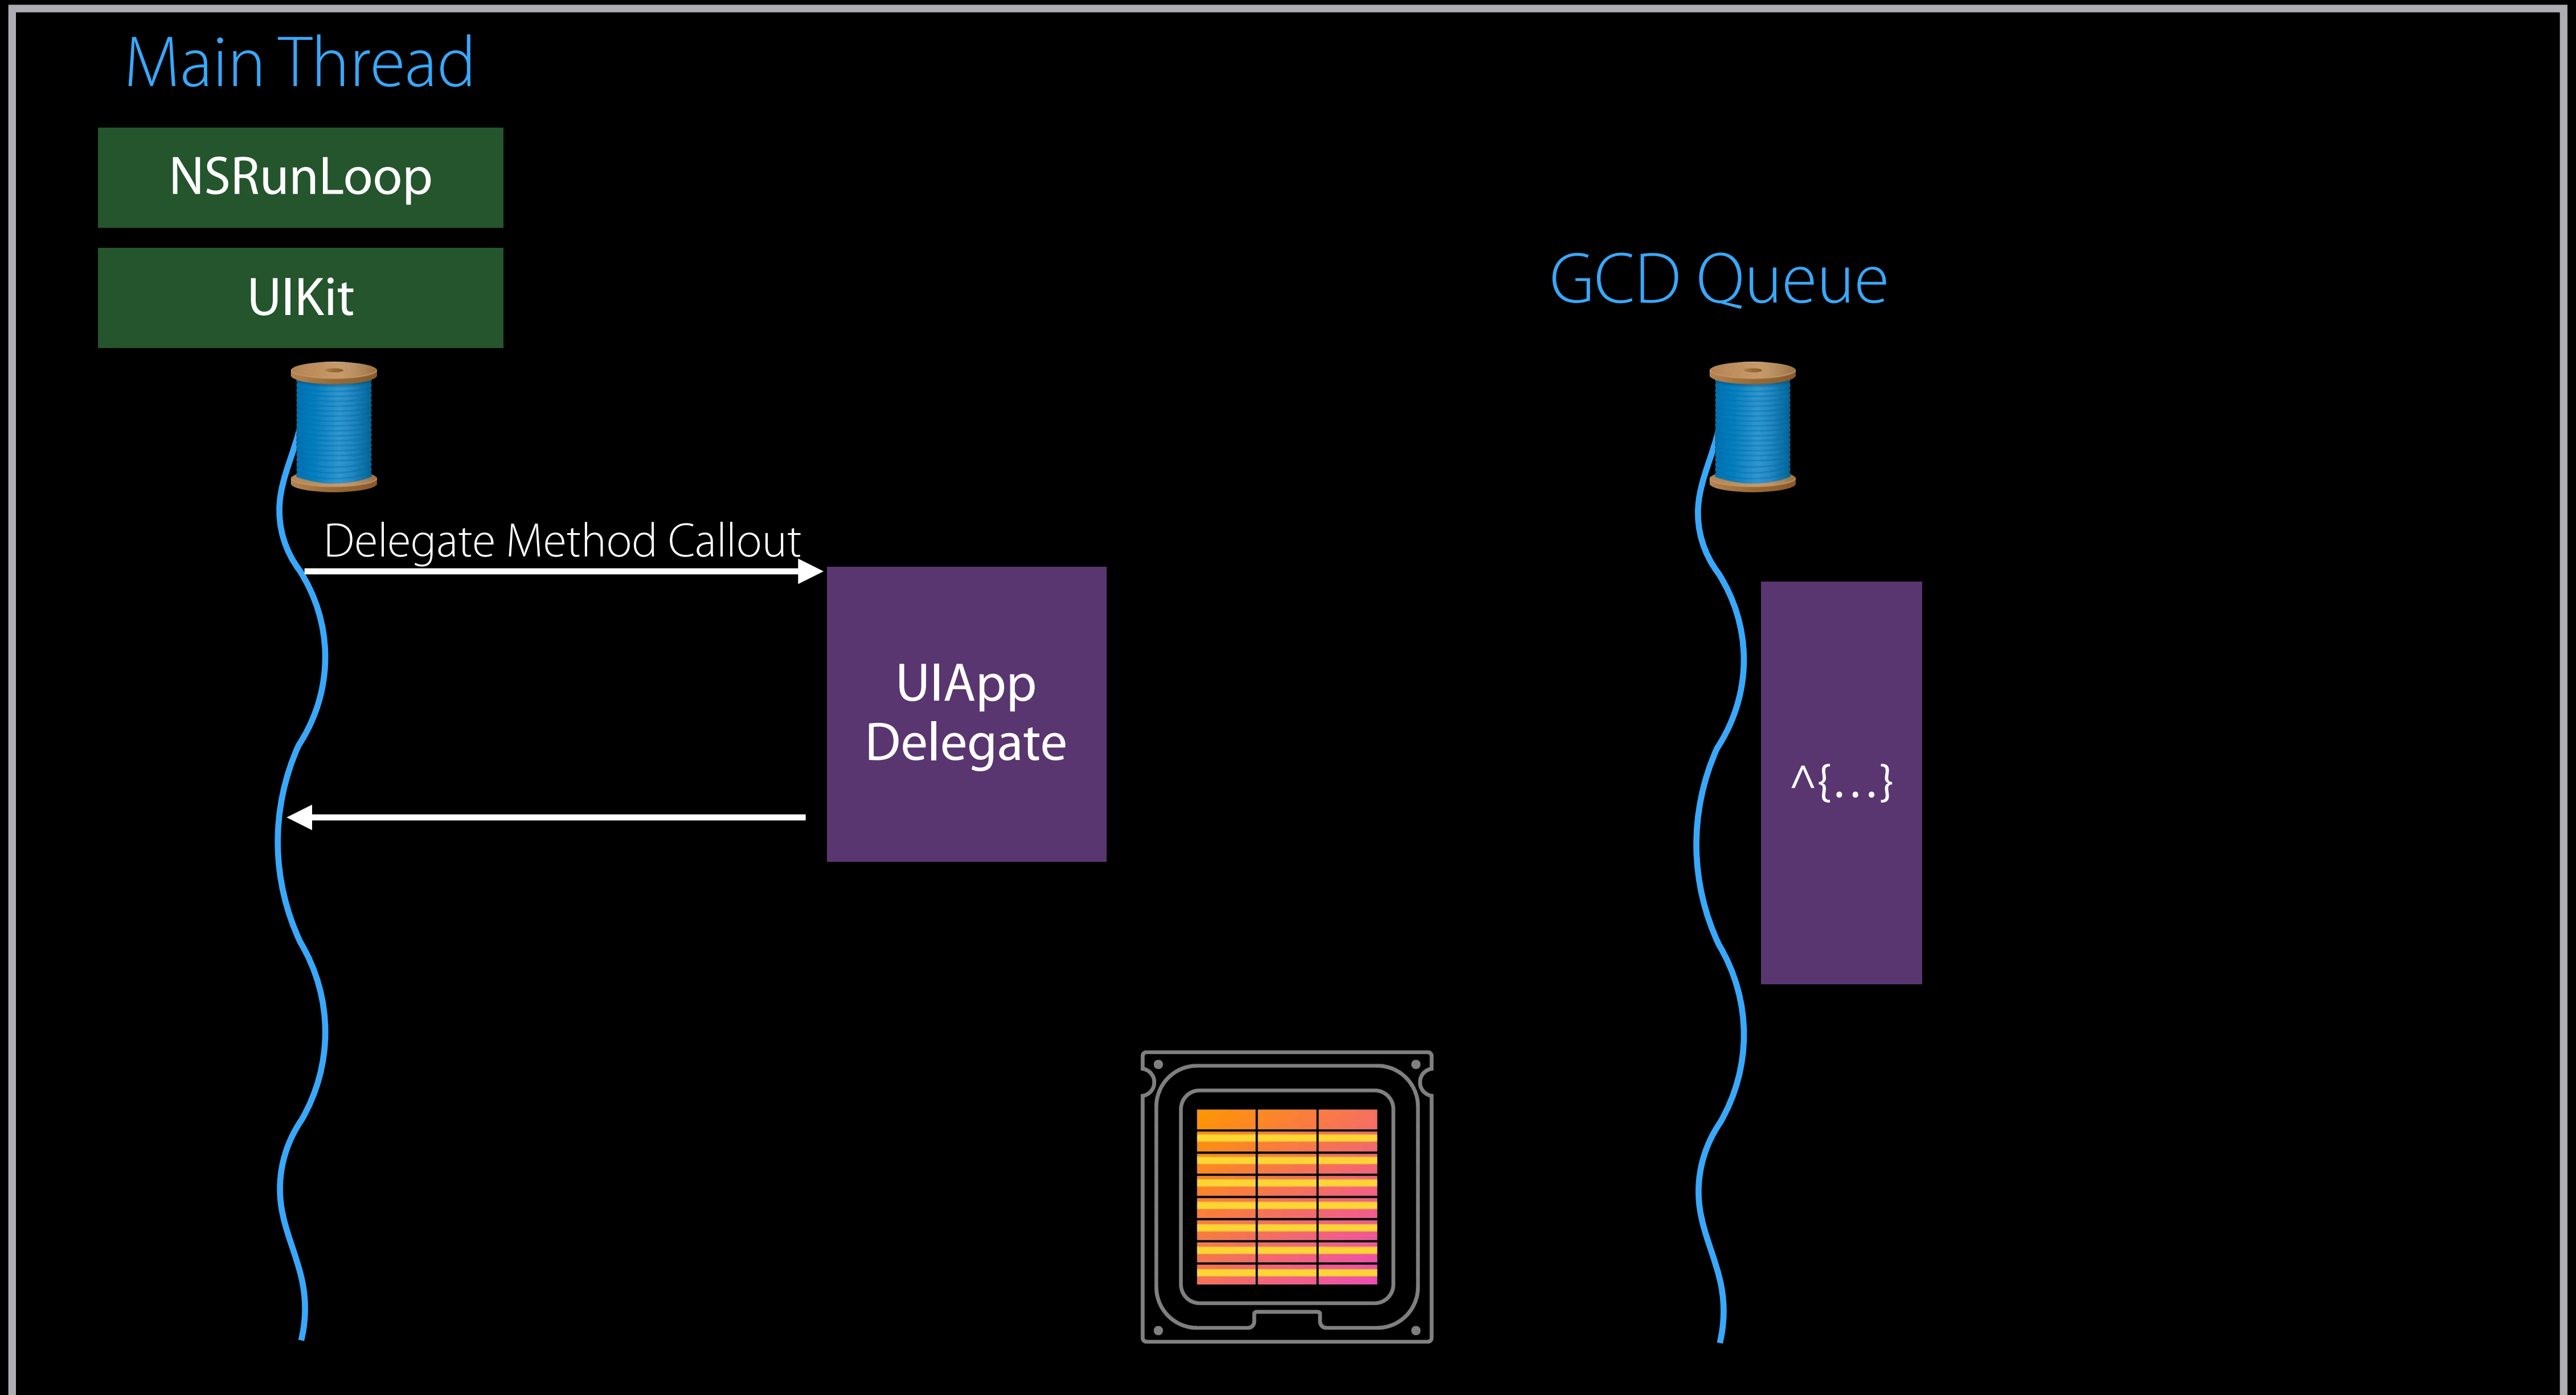 Main Thread
NSRunLoop
UIKit
GCD Queue
Delegate Method Callout
UIApp
Delegate
^{…}